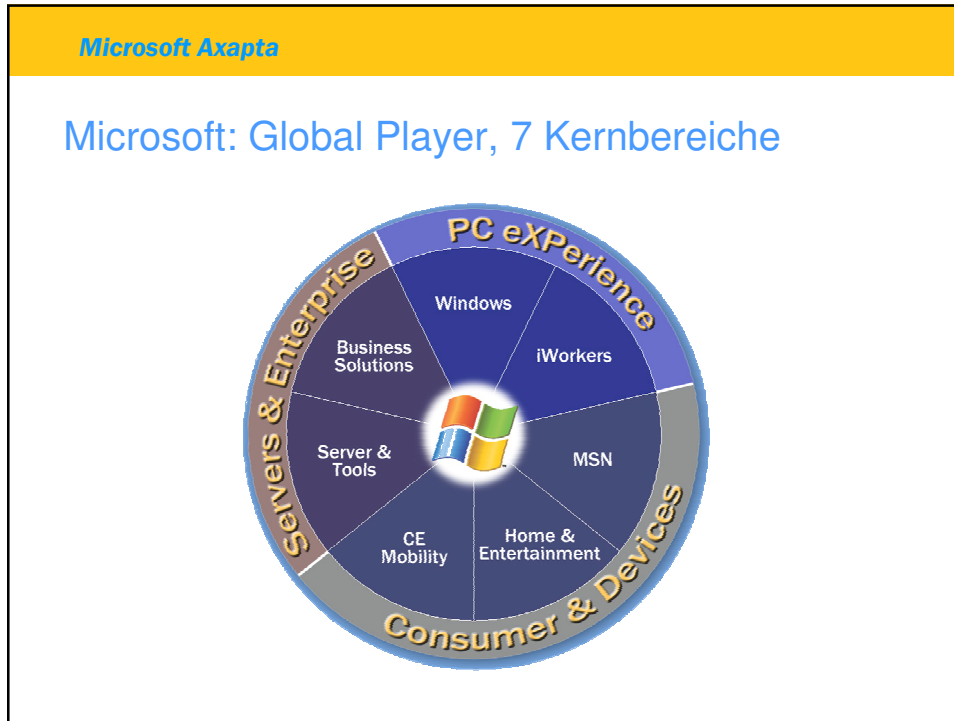 Microsoft Axapta
Microsoft: Global Player, 7 Kernbereiche
PC eXPerience
Servers & Enterprise
Consumer & Devices
Windows
iWorkers
Business
Solutions
Server &
Tools
MSN
CE
Mobility
Home &
Entertainment